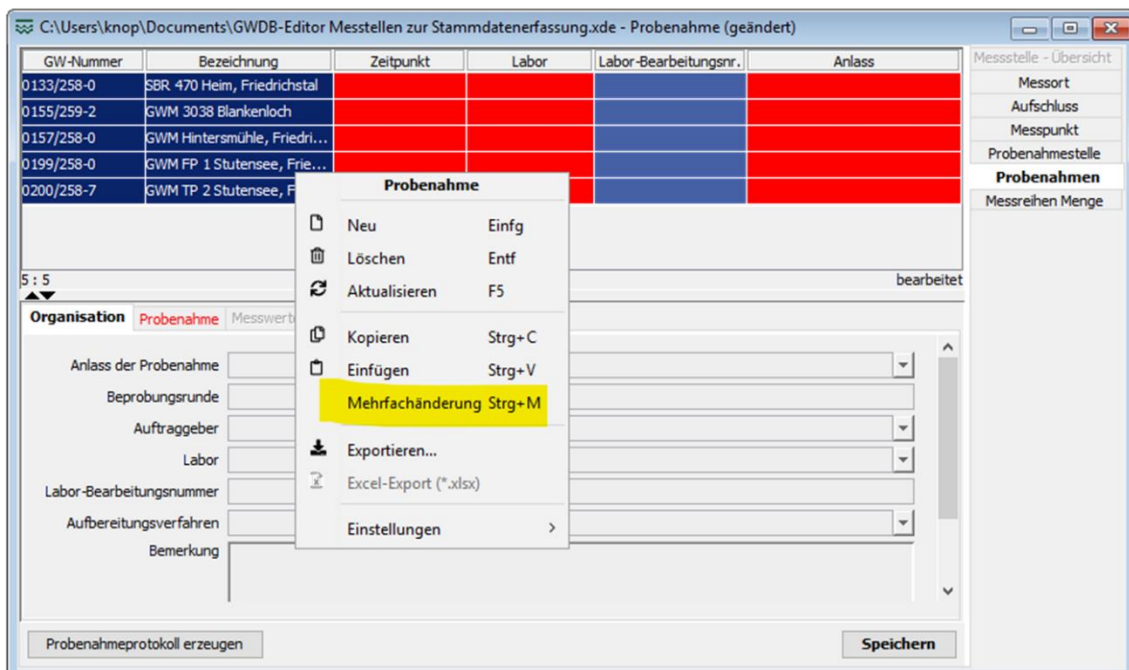 C:\Users\knop\Documents\GWDB-Editor Messstellen zur Stammdatenerfassung.xde - Probenahme (geändert)
GW-Nummer Bezeichnung Zeitpunkt Labor Labor-Bearbeitungsnr. Anlass
0133/258-0 SBR 470 Heim, Friedrichstal
0155/259-2 GWM 3038 Blankenloch
0157/258-0 GWM Hintersmühle, Friedri...
0199/258-0 GWM FP 1 Stutensee, Frie...
0200/258-7 GWM TP 2 Stutensee, F
Messstelle - Übersicht
Messort
Aufschluss
Messpunkt
Probenahmestelle
Probenahmen
Messreihen Menge
5 : 5 bearbeitet
Probenahme
Neu Einfg
Löschen Entf
Aktualisieren F5
Kopieren Strg+C
Einfügen Strg+V
Mehrfachänderung Strg+M
Exportieren...
Excel-Export (*.xlsx)
Einstellungen >
Organisation Probenahme Messwert
Anlass der Probenahme
Beprobungsrunde
Auftraggeber
Labor
Labor-Bearbeitungsnummer
Aufbereitungsverfahren
Bemerkung
Probenahmeprotokoll erzeugen Speichern